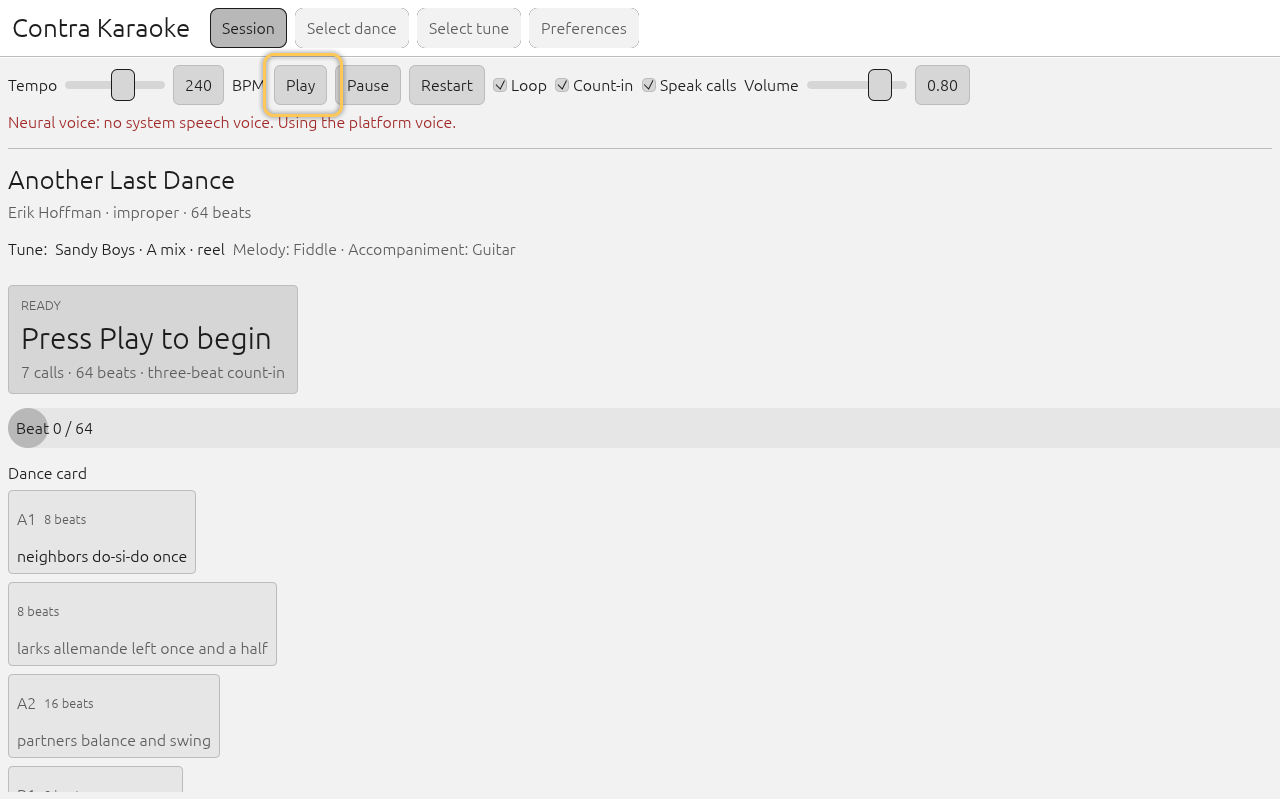 Contra Karaoke Session Select dance Select tune Preferences
Tempo 240 BPM Play Pause Restart Loop Count-in Speak calls Volume 0.80
Neural voice: no system speech voice. Using the platform voice.
Another Last Dance
Erik Hoffman · improper · 64 beats
Tune: Sandy Boys · A mix · reel Melody: Fiddle · Accompaniment: Guitar
READY
Press Play to begin
7 calls · 64 beats · three-beat count-in
Beat 0 / 64
Dance card
A1 8 beats
neighbors do-si-do once
8 beats
larks allemande left once and a half
A2 16 beats
partners balance and swing